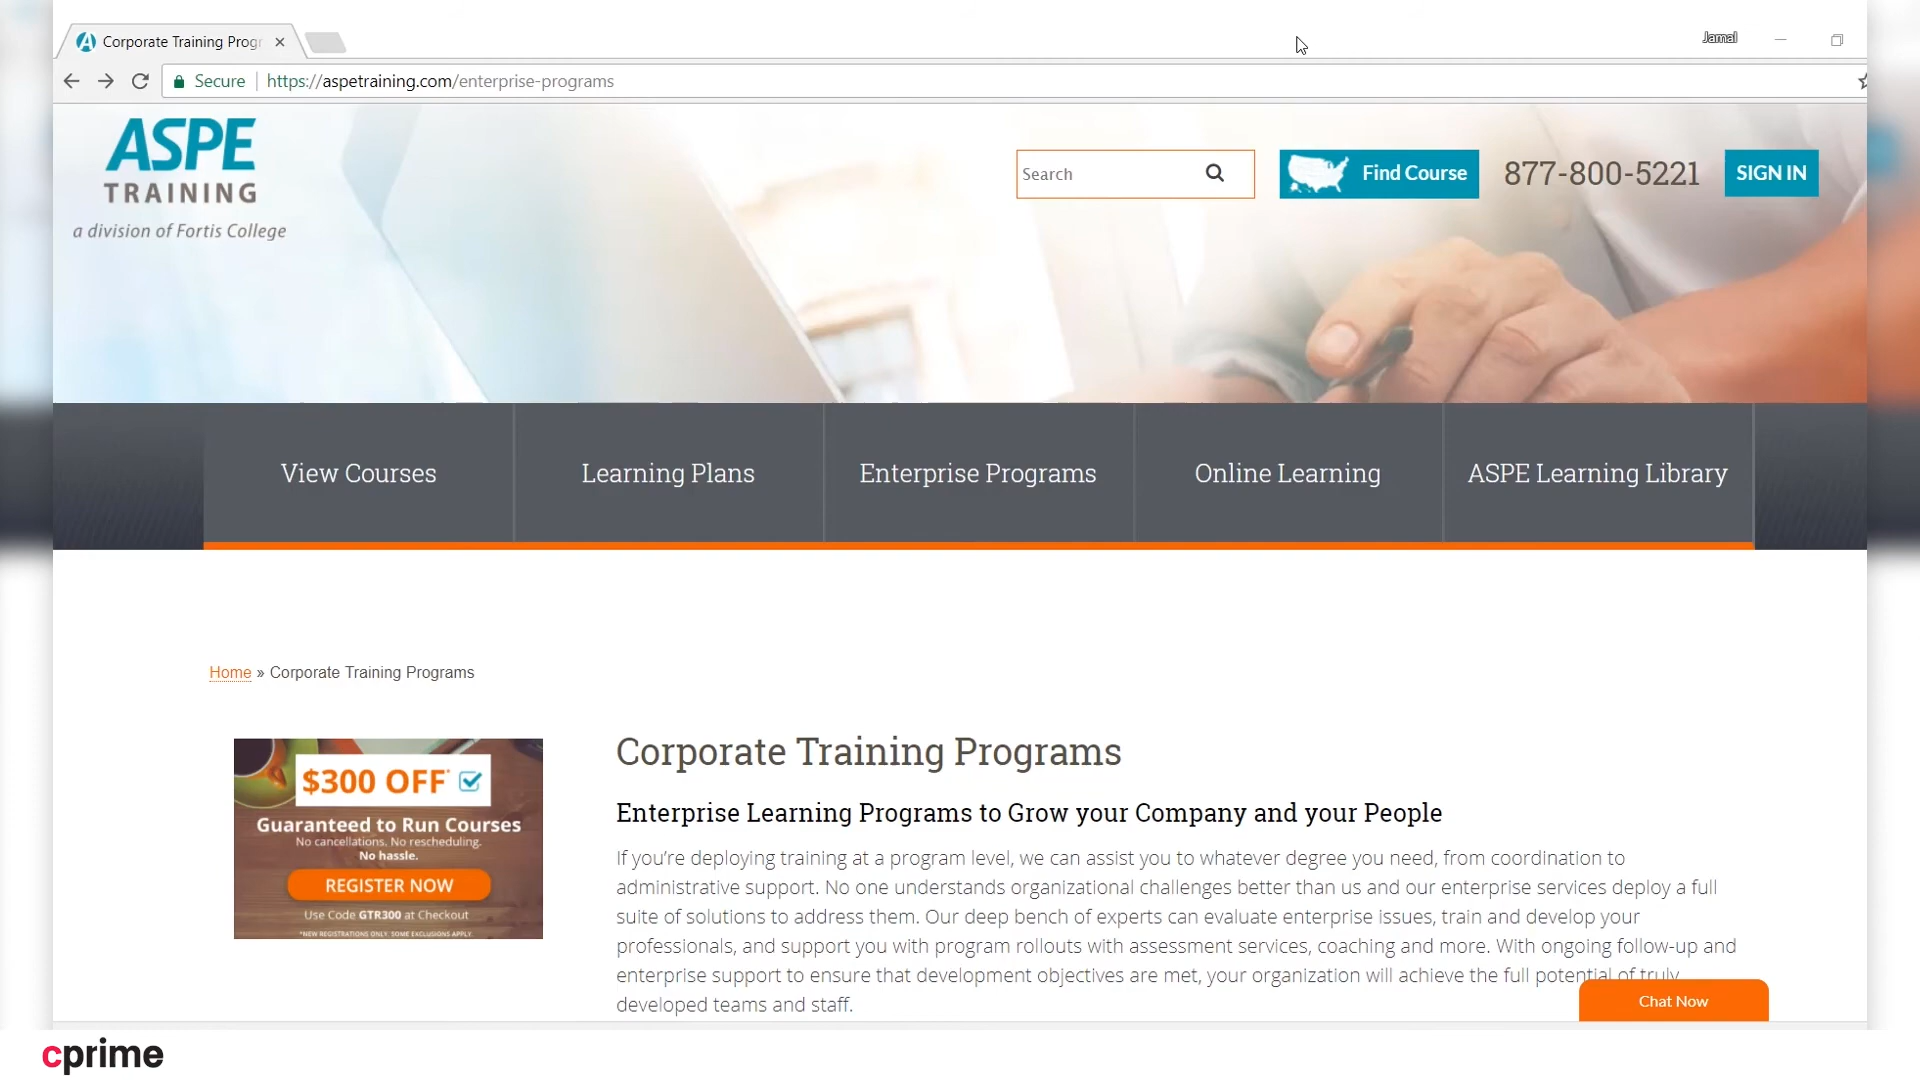 Corporate Training Progr
Jamal
Secure
https://aspetraining.com/enterprise-programs
ASPE
TRAINING
a division of Fortis College
Search
Find Course
877-800-5221
SIGN IN
View Courses
Learning Plans
Enterprise Programs
Online Learning
ASPE Learning Library
Home » Corporate Training Programs
$300 OFF*
Guaranteed to Run Courses
No cancellations. No rescheduling.
No hassle.
REGISTER NOW
Use Code GTR300 at Checkout
*NEW REGISTRATIONS ONLY. SOME EXCLUSIONS APPLY.
Corporate Training Programs
Enterprise Learning Programs to Grow your Company and your People
If you’re deploying training at a program level, we can assist you to whatever degree you need, from coordination to
administrative support. No one understands organizational challenges better than us and our enterprise services deploy a full
suite of solutions to address them. Our deep bench of experts can evaluate enterprise issues, train and develop your
professionals, and support you with program rollouts with assessment services, coaching and more. With ongoing follow-up and
enterprise support to ensure that development objectives are met, your organization will achieve the full potential of truly
developed teams and staff.
Chat Now
cprime